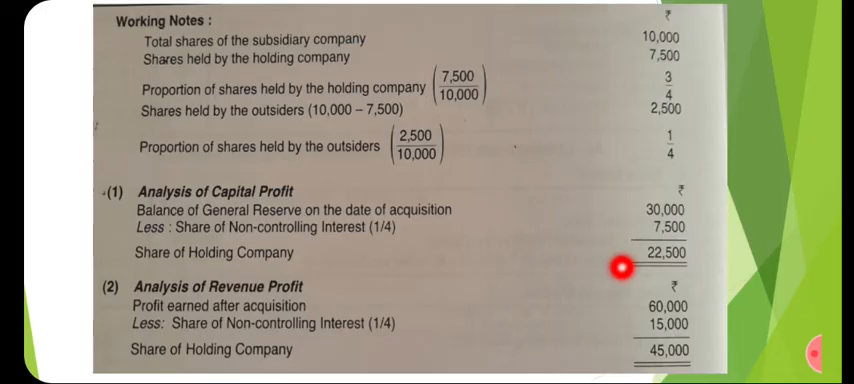 Working Notes : ₹
Total shares of the subsidiary company 10,000
Shares held by the holding company 7,500
Proportion of shares held by the holding company (7,500/10,000) 3/4
Shares held by the outsiders (10,000 – 7,500) 2,500
Proportion of shares held by the outsiders (2,500/10,000) 1/4
(1) Analysis of Capital Profit ₹
Balance of General Reserve on the date of acquisition 30,000
Less : Share of Non-controlling Interest (1/4) 7,500
Share of Holding Company 22,500
(2) Analysis of Revenue Profit ₹
Profit earned after acquisition 60,000
Less: Share of Non-controlling Interest (1/4) 15,000
Share of Holding Company 45,000